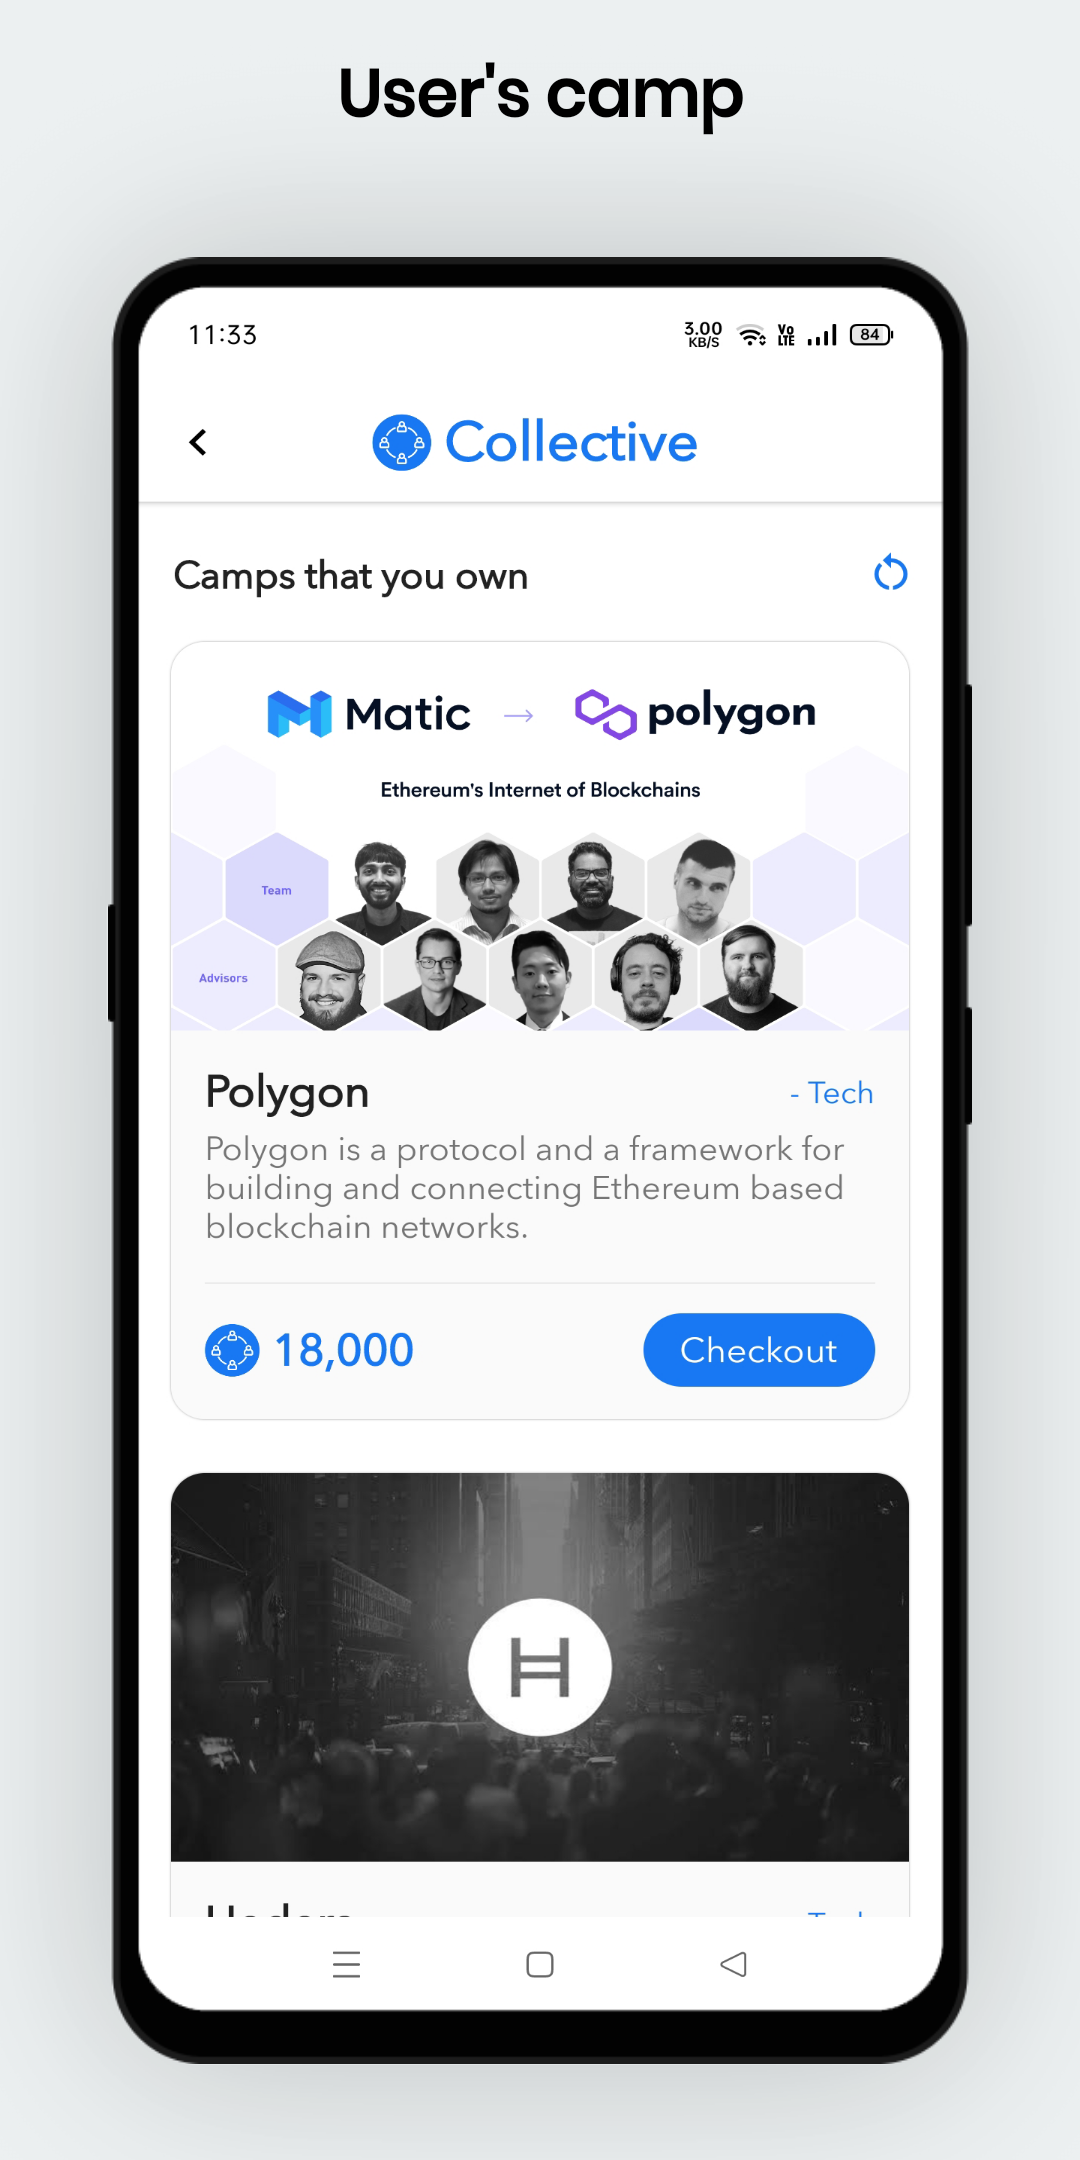 User's camp
11:33
3.00
KB/S
Vo
LTE
84
Collective
Camps that you own
Matic → polygon
Ethereum's Internet of Blockchains
Team
Advisors
Polygon
- Tech
Polygon is a protocol and a framework for
building and connecting Ethereum based
blockchain networks.
18,000
Checkout